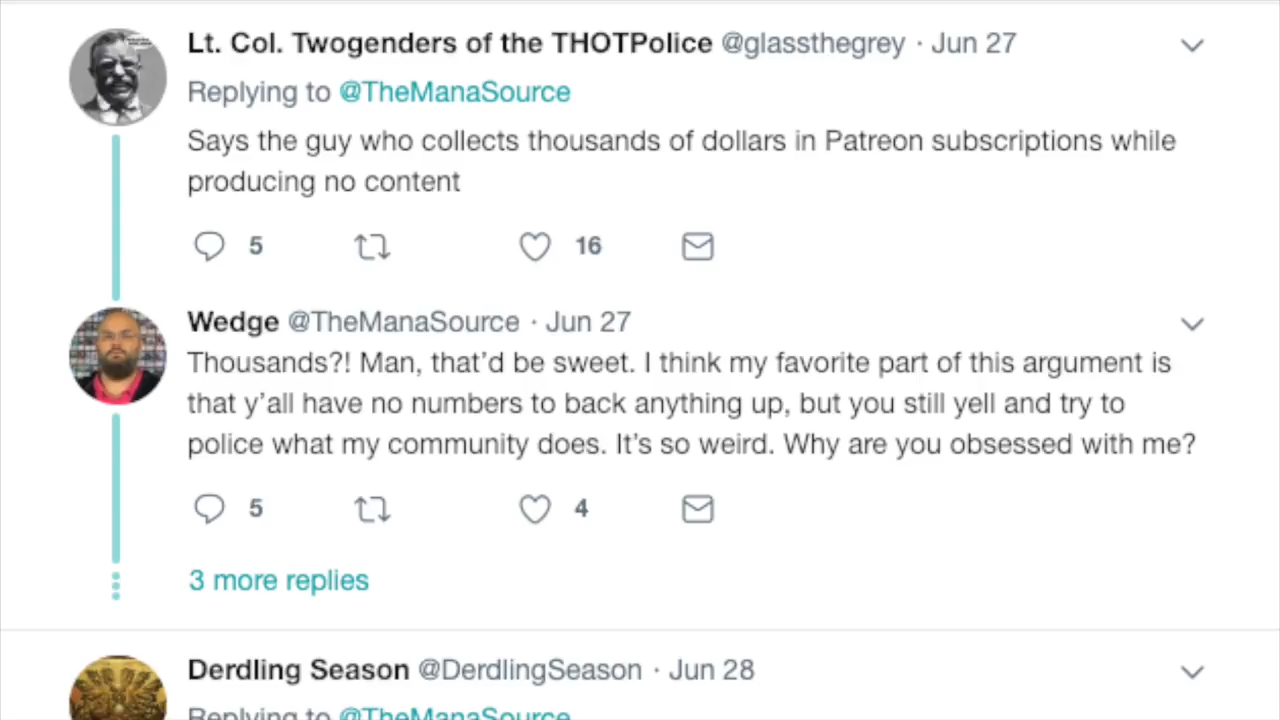 Lt. Col. Twogenders of the THOTPolice @glassthegrey · Jun 27
Replying to @TheManaSource
Says the guy who collects thousands of dollars in Patreon subscriptions while
producing no content
5 16
Wedge @TheManaSource · Jun 27
Thousands?! Man, that’d be sweet. I think my favorite part of this argument is
that y’all have no numbers to back anything up, but you still yell and try to
police what my community does. It’s so weird. Why are you obsessed with me?
5 4
3 more replies
Derdling Season @DerdlingSeason · Jun 28
Replying to @TheManaSource